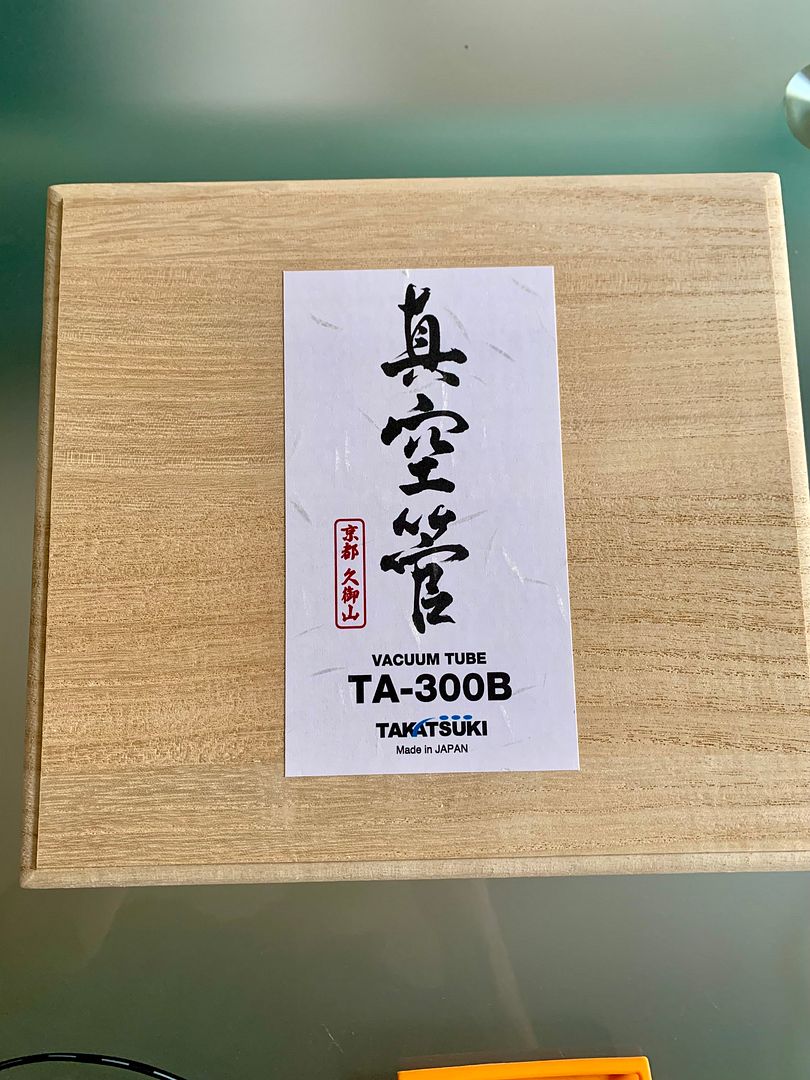 真空管
京都 久御山
VACUUM TUBE
TA-300B
TAKATSUKI
Made in JAPAN